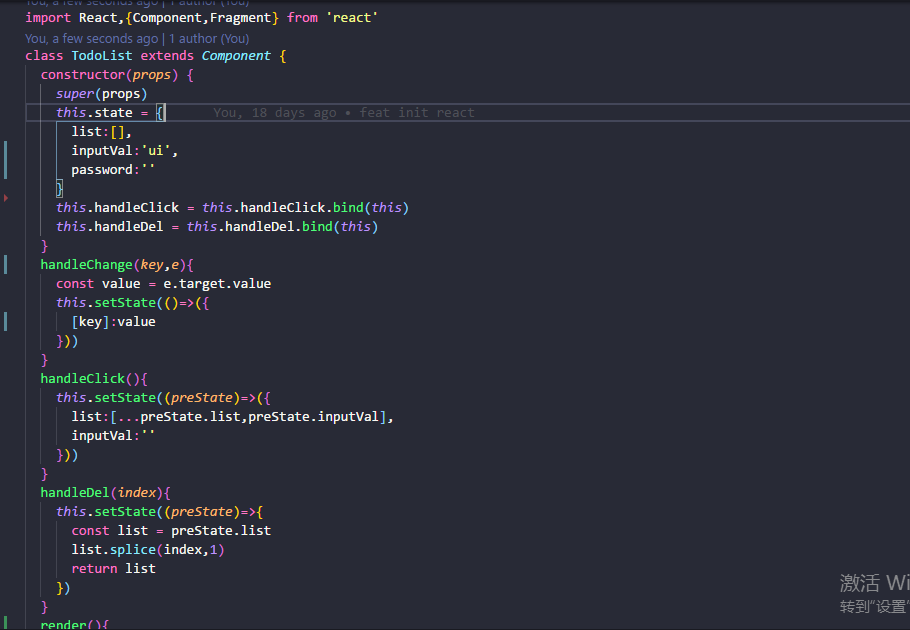 You, a few seconds ago | 1 author (You)
import React,{Component,Fragment} from 'react'
You, a few seconds ago | 1 author (You)
class TodoList extends Component {
constructor(props) {
super(props)
this.state = { You, 18 days ago • feat init react
list:[],
inputVal:'ui',
password:''
}
this.handleClick = this.handleClick.bind(this)
this.handleDel = this.handleDel.bind(this)
}
handleChange(key,e){
const value = e.target.value
this.setState(()=>({
[key]:value
}))
}
handleClick(){
this.setState((preState)=>({
list:[...preState.list,preState.inputVal],
inputVal:''
}))
}
handleDel(index){
this.setState((preState)=>{
const list = preState.list
list.splice(index,1)
return list
})
}
render(){
激活 Wi
转到"设置"